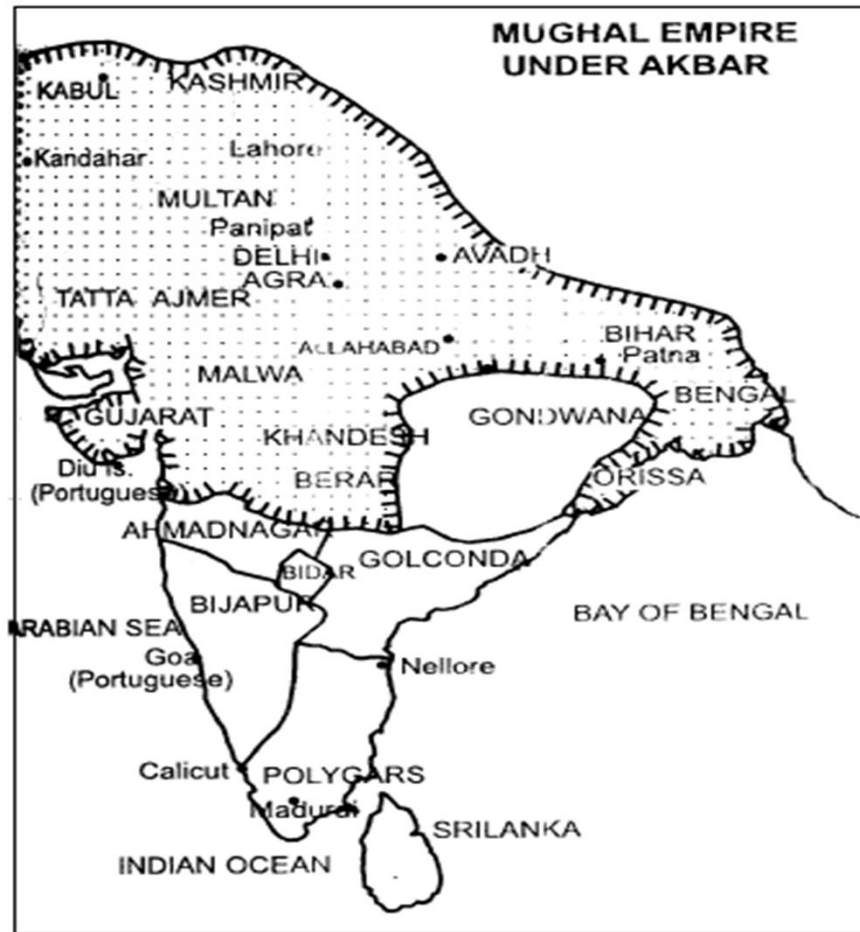 MUGHAL EMPIRE
UNDER AKBAR
KABUL
KASHMIR
Kandahar
Lahore
MULTAN
Panipat
DELHI
AVADH
AGRA
TATTA AJMER
ALLAHABAD
BIHAR
Patna
MALWA
BENGAL
GUJARAT
GONDWANA
KHANDESH
Diu Is.
(Portuguese)
BERAR
ORISSA
AHMADNAGAR
GOLCONDA
BIDAR
BIJAPUR
BAY OF BENGAL
ARABIAN SEA
Goa
(Portuguese)
Nellore
Calicut
POLYGARS
Madurai
SRILANKA
INDIAN OCEAN